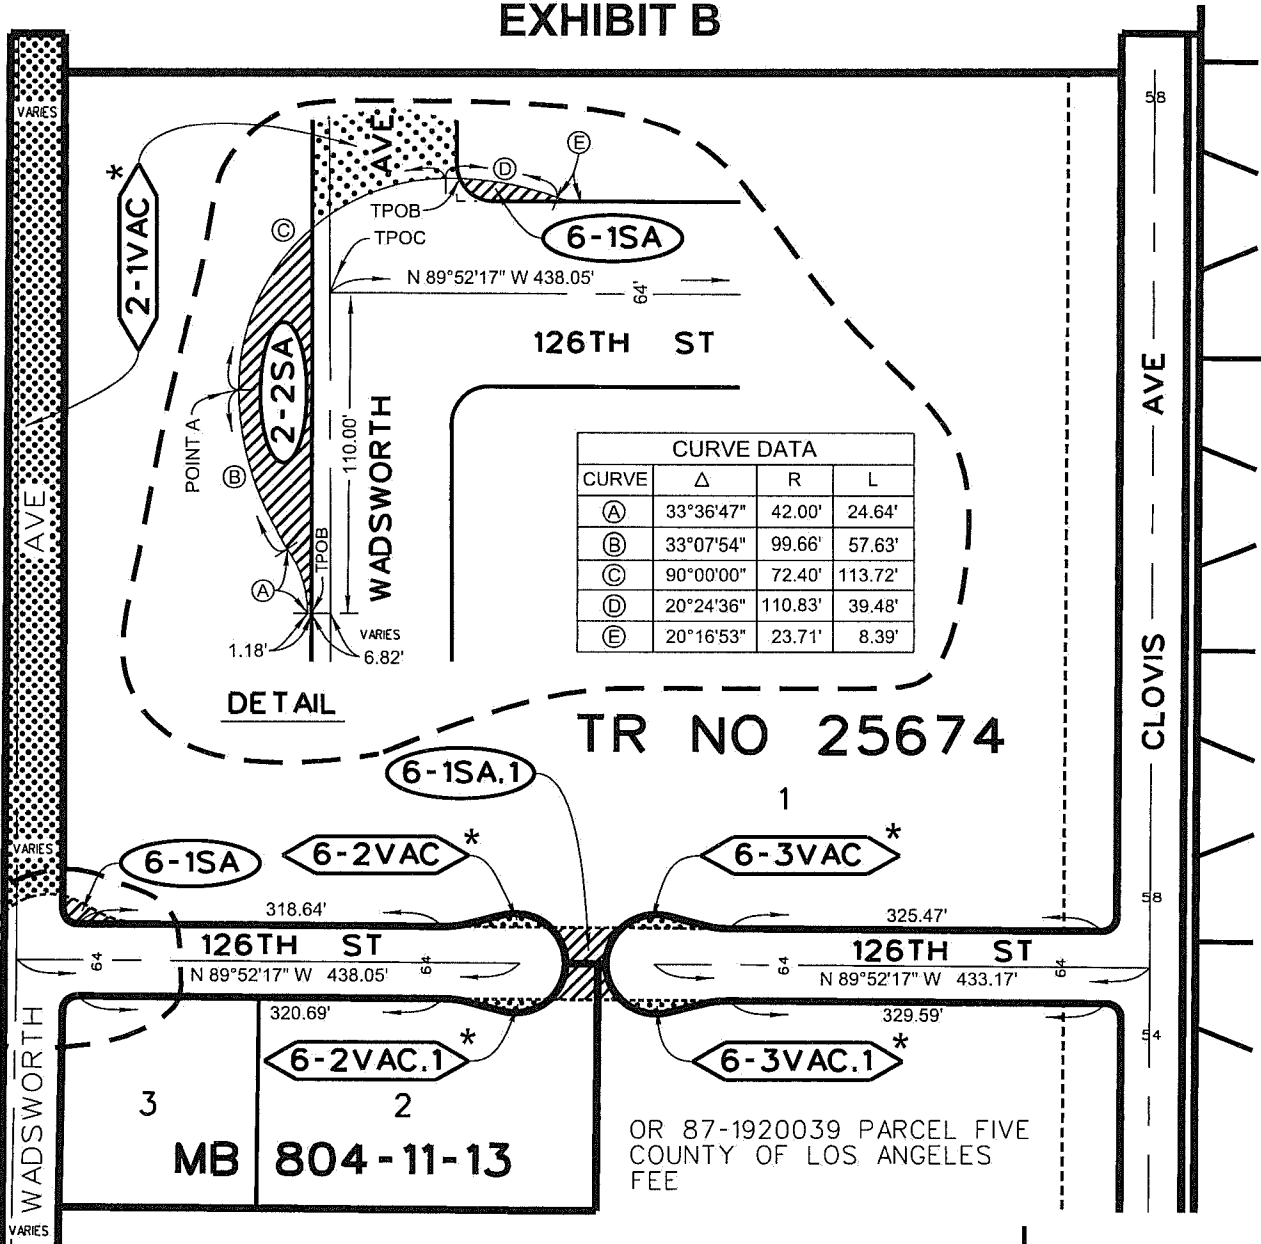 EXHIBIT B
VARIES
58
AVE
*
2-1VAC
D
E
TPOB
6-1SA
C
TPOC
N 89°52'17" W 438.05'
64'
126TH ST
2-2SA
110.00'
WADSWORTH
POINT A
B
TPOB
A
1.18'
VARIES
6.82'
DETAIL
CURVE DATA
CURVE Δ R L
A 33°36'47" 42.00' 24.64'
B 33°07'54" 99.66' 57.63'
C 90°00'00" 72.40' 113.72'
D 20°24'36" 110.83' 39.48'
E 20°16'53" 23.71' 8.39'
AVE
AVE
CLOVIS
TR NO 25674
6-1SA.1
1
VARIES
6-1SA
6-2VAC *
6-3VAC *
58
318.64'
325.47'
126TH ST
126TH ST
64
64
64
64
N 89°52'17" W 438.05'
N 89°52'17" W 433.17'
320.69'
329.59'
54
6-2VAC.1 *
6-3VAC.1 *
WADSWORTH
3
2
MB 804-11-13
OR 87-1920039 PARCEL FIVE
COUNTY OF LOS ANGELES
FEE
VARIES